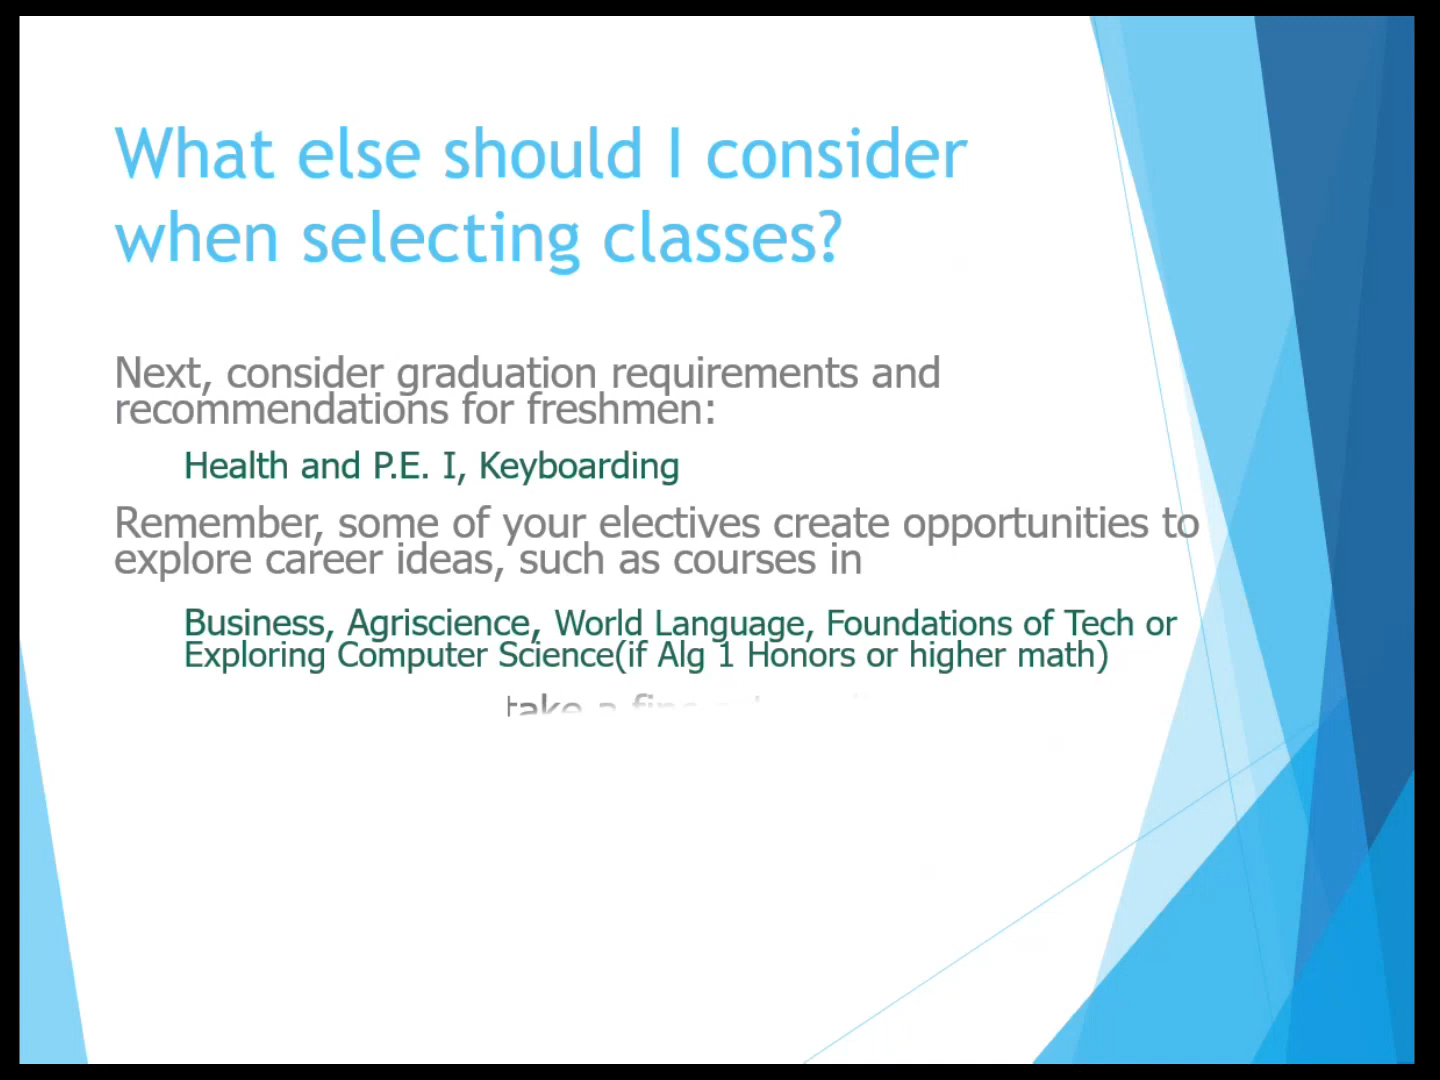 What else should I consider
when selecting classes?
Next, consider graduation requirements and
recommendations for freshmen:
Health and P.E. I, Keyboarding
Remember, some of your electives create opportunities to
explore career ideas, such as courses in
Business, Agriscience, World Language, Foundations of Tech or
Exploring Computer Science(if Alg 1 Honors or higher math)
take a